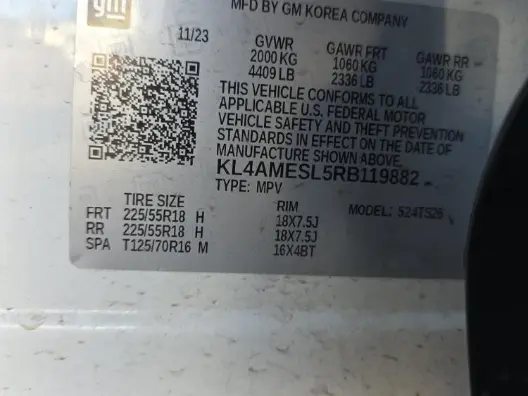 gm
MFD BY GM KOREA COMPANY
11/23 GVWR GAWR FRT GAWR RR
2000 KG 1060 KG 1060 KG
4409 LB 2336 LB 2336 LB
THIS VEHICLE CONFORMS TO ALL
APPLICABLE U.S. FEDERAL MOTOR
VEHICLE SAFETY AND THEFT PREVENTION
STANDARDS IN EFFECT ON THE DATE OF
MANUFACTURE SHOWN ABOVE.
KL4AMESL5RB119882
TYPE: MPV
TIRE SIZE RIM MODEL: S24TS26
FRT 225/55R18 H 18X7.5J
RR 225/55R18 H 18X7.5J
SPA T125/70R16 M 16X4BT